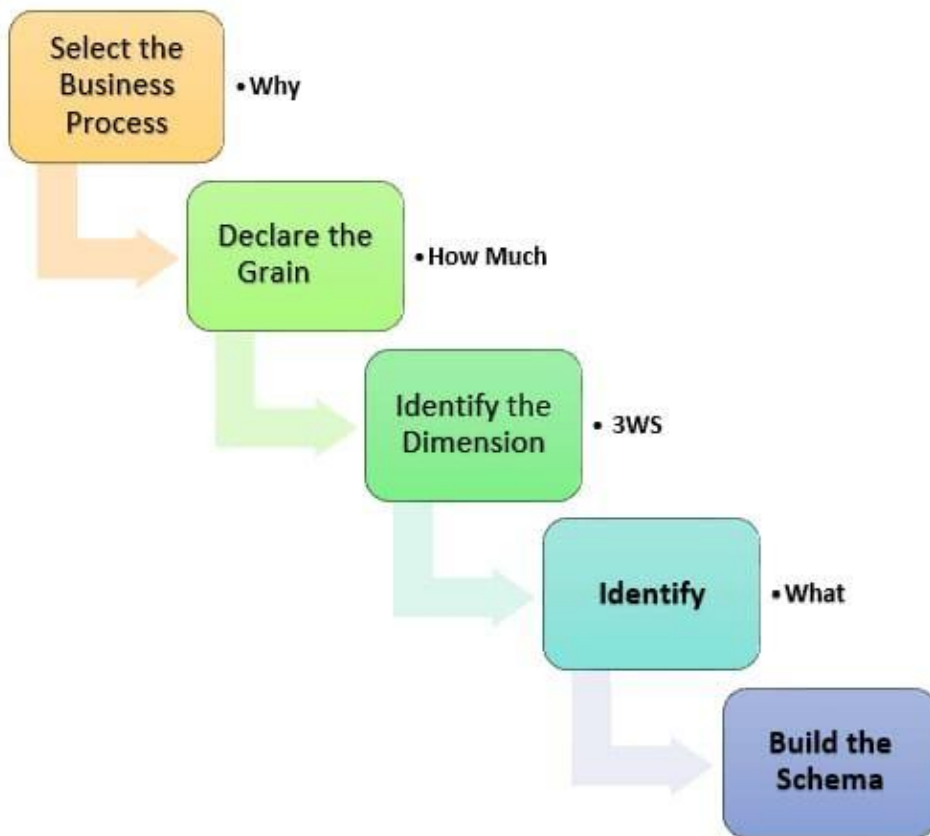 Select the
Business
Process
• Why
Declare the
Grain
• How Much
Identify the
Dimension
• 3WS
Identify
• What
Build the
Schema